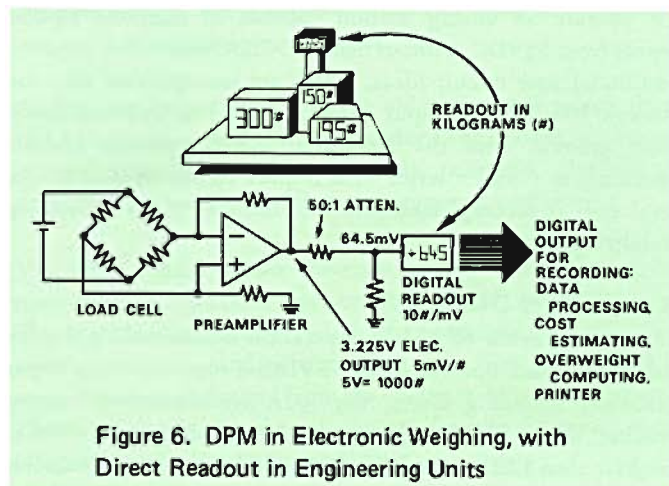 300#
150#
195#
READOUT IN
KILOGRAMS (#)
50:1 ATTEN.
64.5mV
+645
DIGITAL
READOUT
10#/mV
LOAD CELL
PREAMPLIFIER
3.225V ELEC.
OUTPUT 5mV/#
5V= 1000#
DIGITAL
OUTPUT
FOR
RECORDING:
DATA
PROCESSING,
COST
ESTIMATING,
OVERWEIGHT
COMPUTING,
PRINTER
Figure 6. DPM in Electronic Weighing, with
Direct Readout in Engineering Units